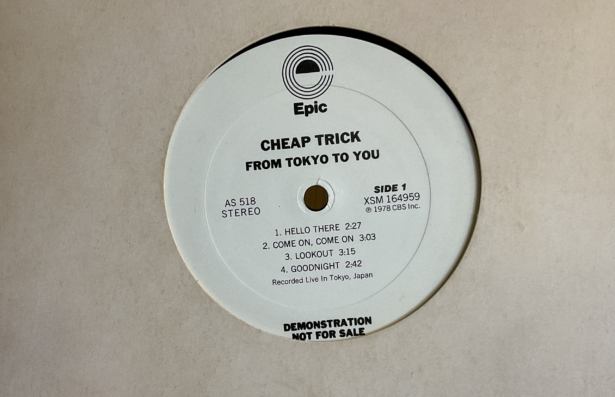 Epic
CHEAP TRICK
FROM TOKYO TO YOU
AS 518
STEREO
SIDE 1
XSM 164959
℗ 1978 CBS Inc.
1. HELLO THERE 2:27
2. COME ON, COME ON 3:03
3. LOOKOUT 3:15
4. GOODNIGHT 2:42
Recorded Live In Tokyo, Japan
DEMONSTRATION
NOT FOR SALE